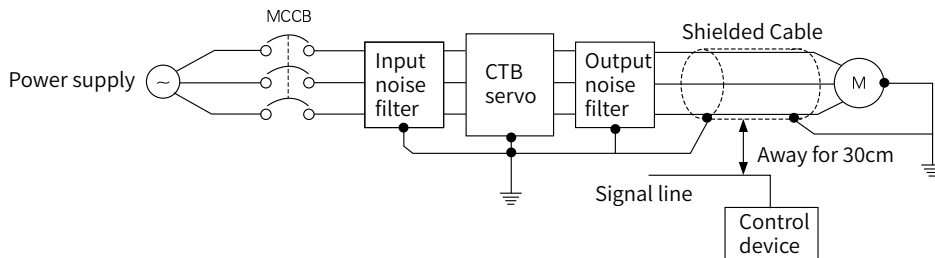 MCCB
Power supply
~
Input
noise
filter
CTB
servo
Output
noise
filter
Shielded Cable
M
Away for 30cm
Signal line
Control
device